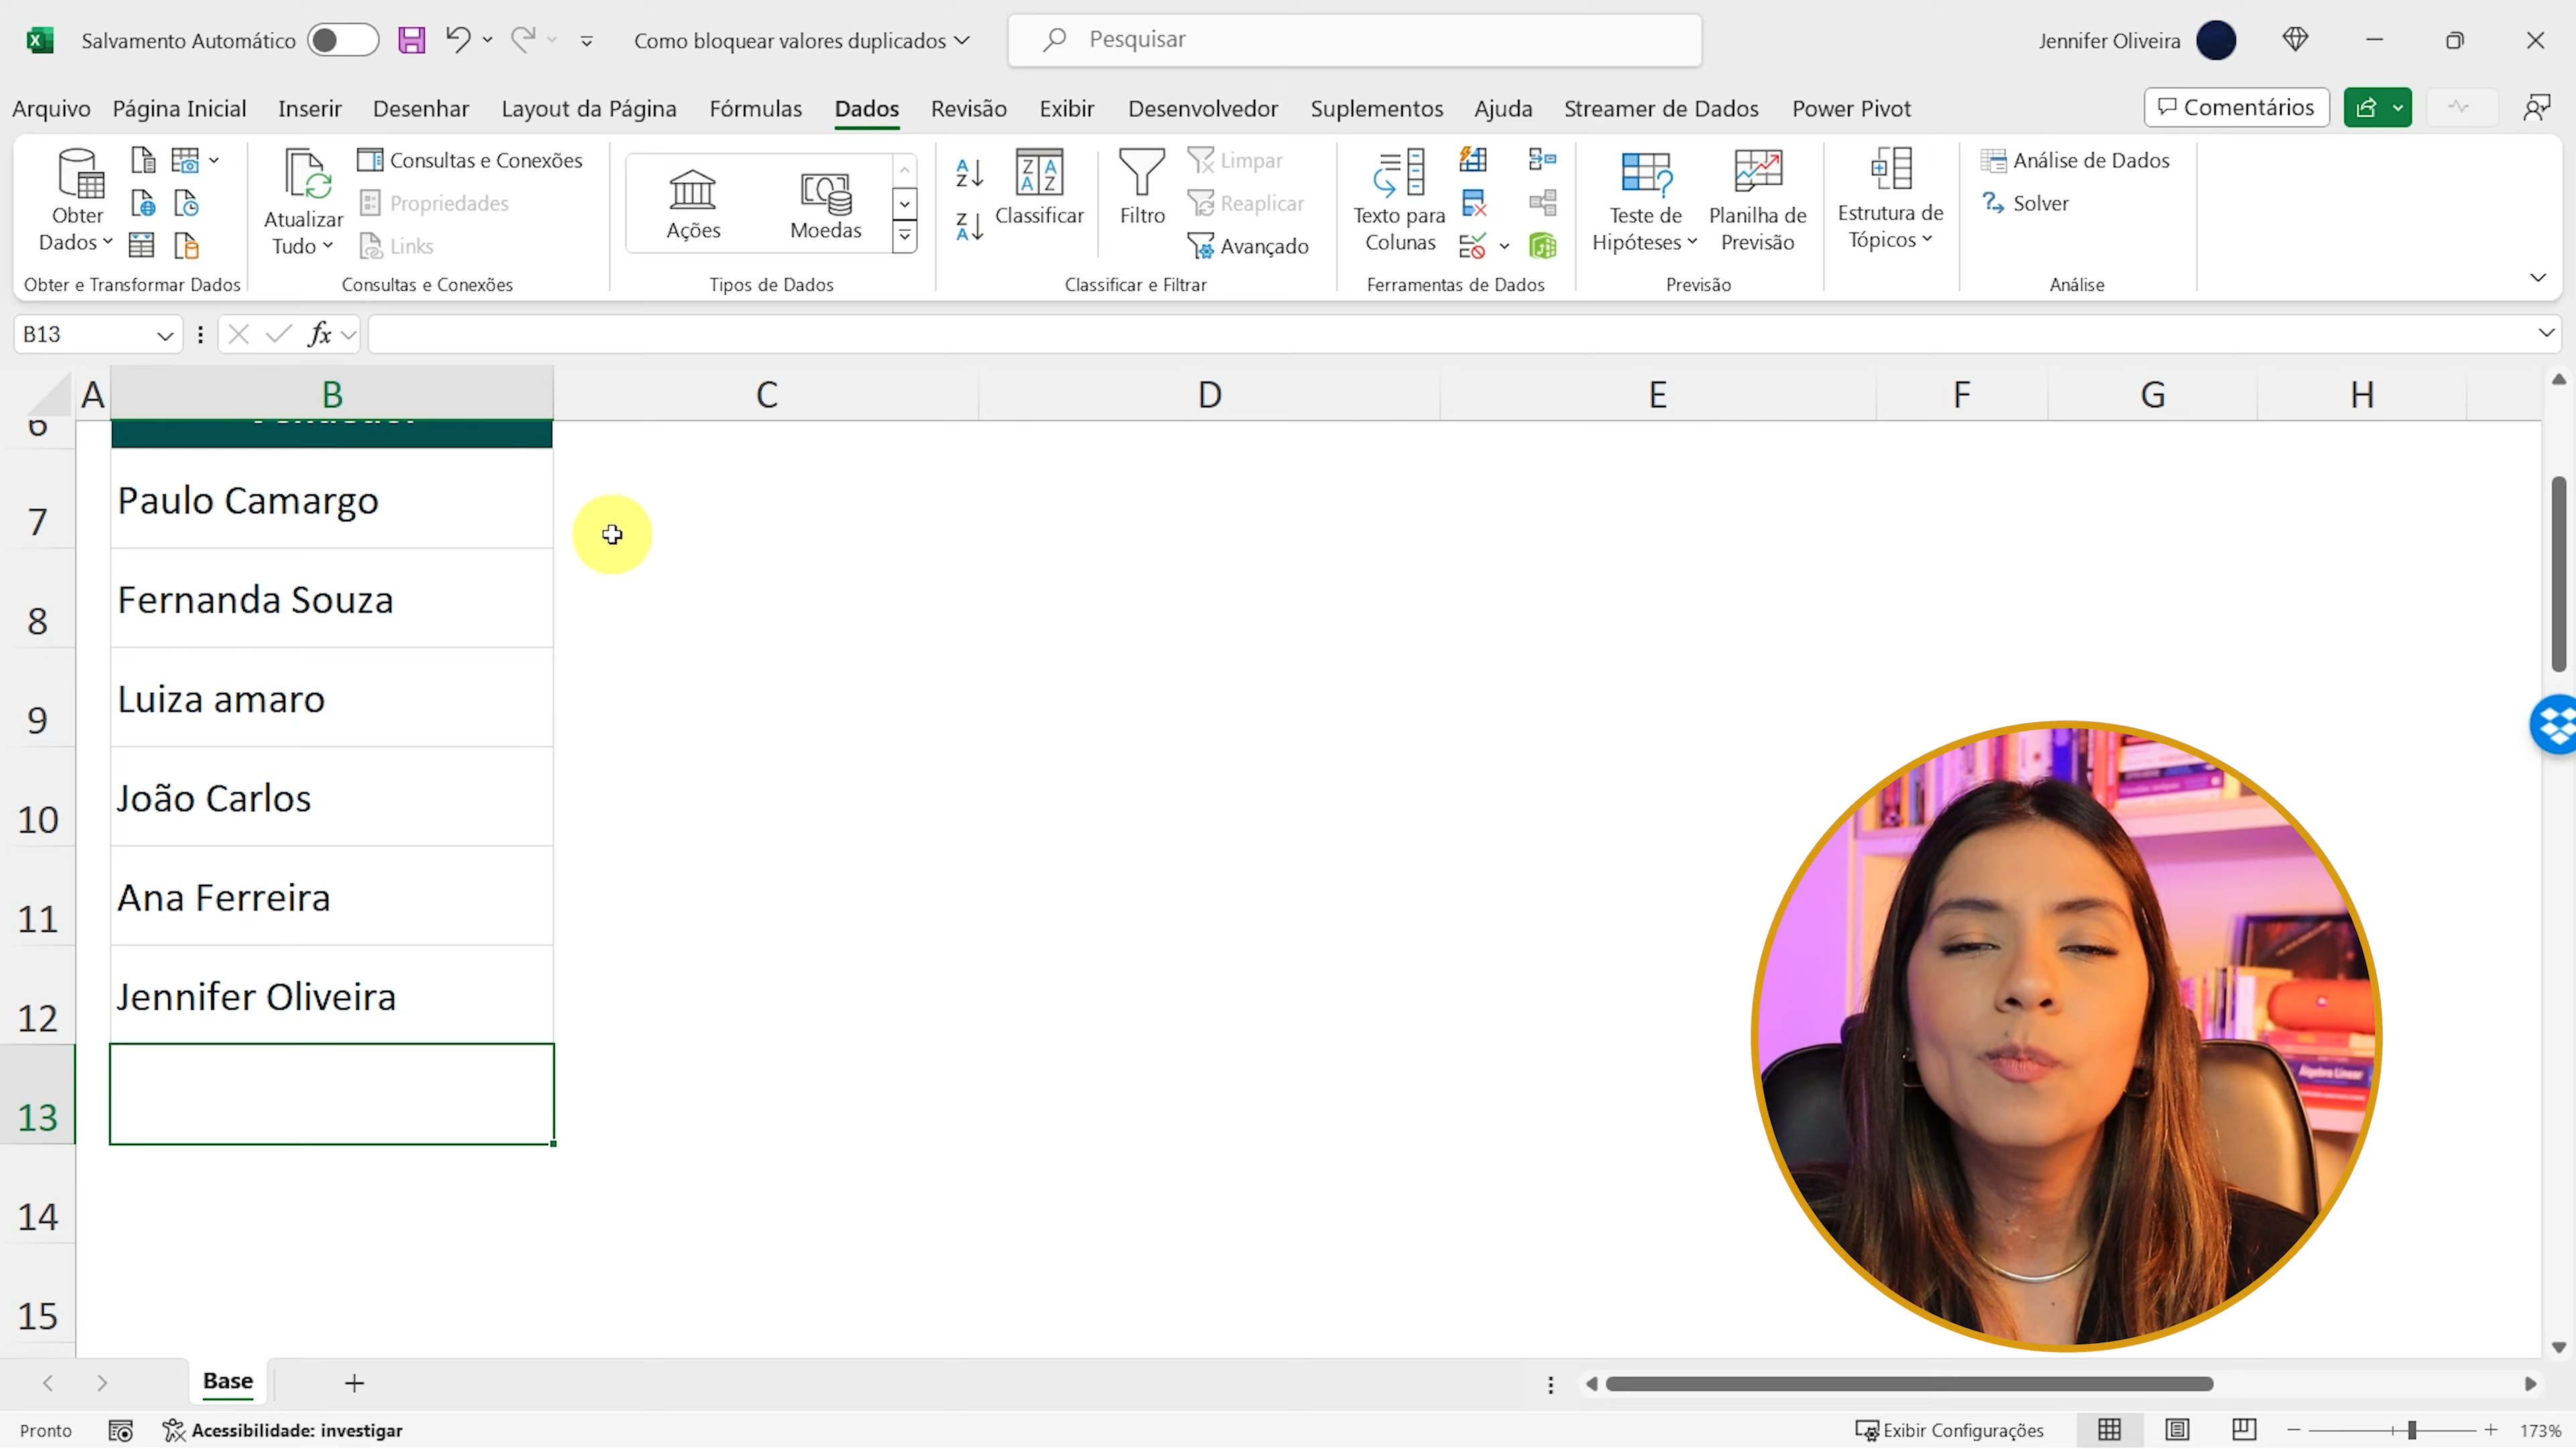 Salvamento Automático
Como bloquear valores duplicados
Pesquisar
Jennifer Oliveira
Arquivo Página Inicial Inserir Desenhar Layout da Página Fórmulas Dados Revisão Exibir Desenvolvedor Suplementos Ajuda Streamer de Dados Power Pivot
Comentários
Obter Dados
Atualizar Tudo
Consultas e Conexões
Propriedades
Links
Ações
Moedas
Classificar
Filtro
Limpar
Reaplicar
Avançado
Texto para Colunas
Teste de Hipóteses
Planilha de Previsão
Estrutura de Tópicos
Análise de Dados
Solver
Obter e Transformar Dados
Consultas e Conexões
Tipos de Dados
Classificar e Filtrar
Ferramentas de Dados
Previsão
Análise
B13
fx
A B C D E F G H
6
7 Paulo Camargo
8 Fernanda Souza
9 Luiza amaro
10 João Carlos
11 Ana Ferreira
12 Jennifer Oliveira
13
14
15
Álgebra Linear
Base
Pronto
Acessibilidade: investigar
Exibir Configurações
173%